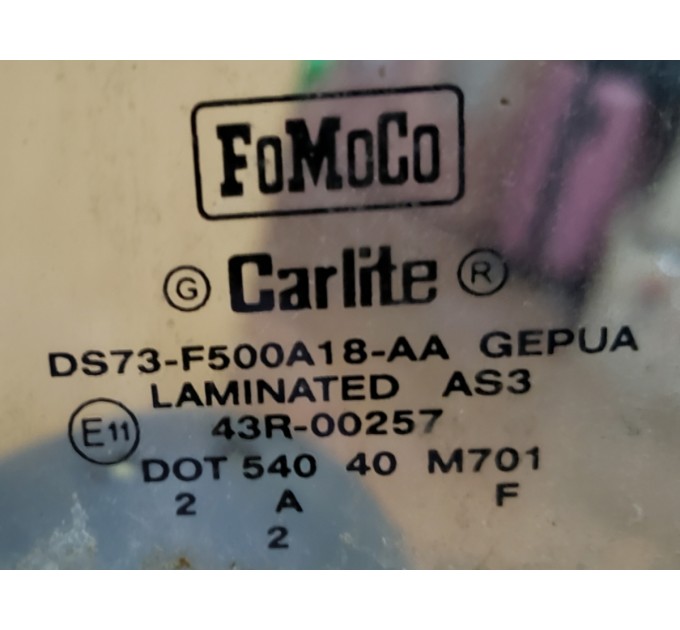 FoMoCo
G Carlite R
DS73-F500A18-AA GEPUA
LAMINATED AS3
E11 43R-00257
DOT 540 40 M701
2 A F
2